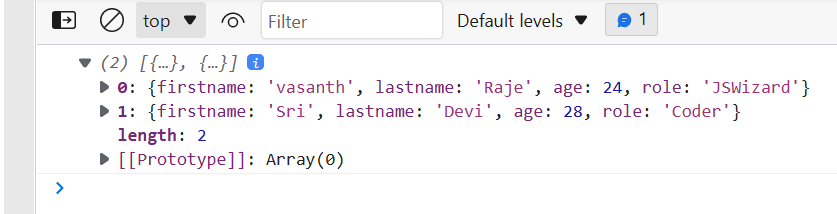 top Filter Default levels 1
(2) [{…}, {…}] i
0: {firstname: 'vasanth', lastname: 'Raje', age: 24, role: 'JSWizard'}
1: {firstname: 'Sri', lastname: 'Devi', age: 28, role: 'Coder'}
length: 2
[[Prototype]]: Array(0)